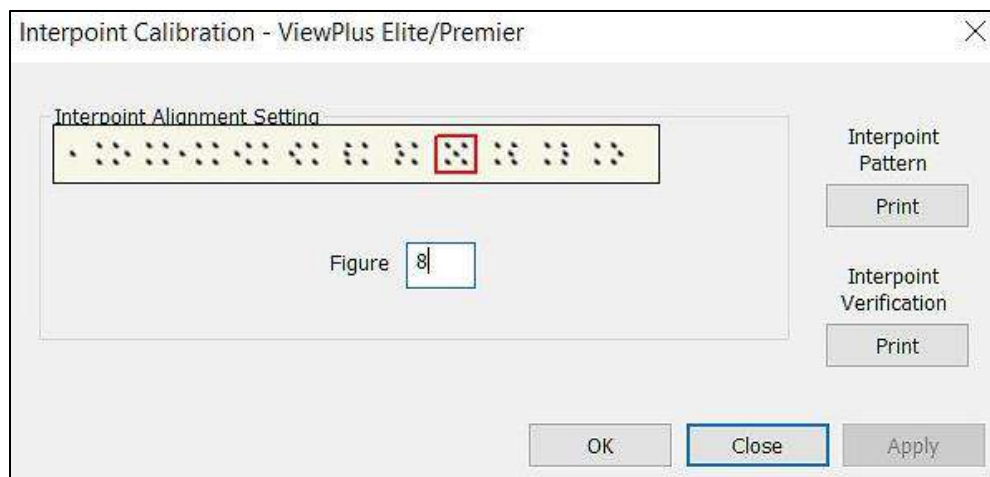 Interpoint Calibration - ViewPlus Elite/Premier
Interpoint Alignment Setting
Figure 8
Interpoint
Pattern
Print
Interpoint
Verification
Print
OK Close Apply